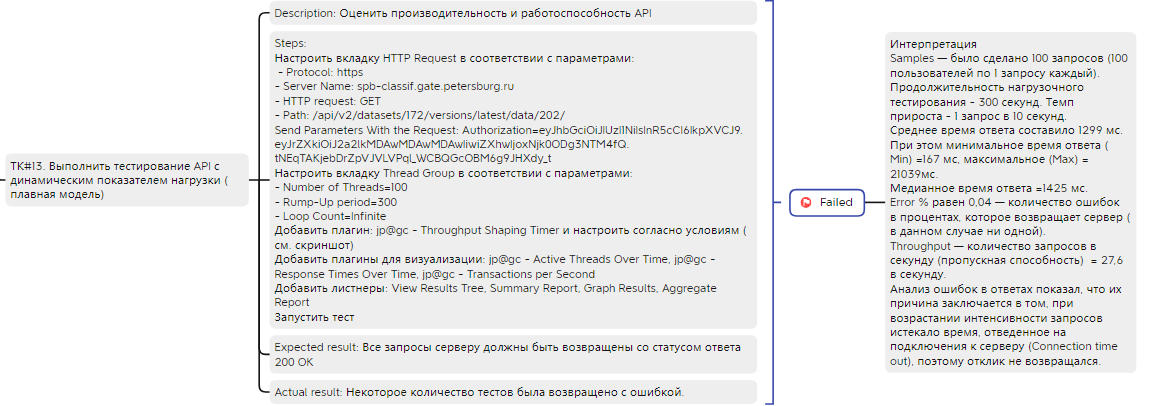 ТК#13. Выполнить тестирование API с
динамическим показателем нагрузки (
плавная модель)
Description: Оценить производительность и работоспособность API
Steps:
Настроить вкладку HTTP Request в соответствии с параметрами:
- Protocol: https
- Server Name: spb-classif.gate.petersburg.ru
- HTTP request: GET
- Path: /api/v2/datasets/172/versions/latest/data/202/
Send Parameters With the Request: Authorization=eyJhbGciOiJIUzI1NiIsInR5cCI6IkpXVCJ9.
eyJrZXkiOiJ2a2lkMDAwMDAwMDAwIiwiZXhwIjoxNjk0ODg3NTM4fQ.
tNEqTAKjebDrZpVJVLVPqI_WCBQGcOBM6g9JHXdy_t
Настроить вкладку Thread Group в соответствии с параметрами:
- Number of Threads=100
- Rump-Up period=300
- Loop Count=Infinite
Добавить плагин: jp@gc - Throughput Shaping Timer и настроить согласно условиям (
см. скриншот)
Добавить плагины для визуализации: jp@gc - Active Threads Over Time, jp@gc -
Response Times Over Time, jp@gc - Transactions per Second
Добавить листнеры: View Results Tree, Summary Report, Graph Results, Aggregate
Report
Запустить тест
Expected result: Все запросы серверу должны быть возвращены со статусом ответа
200 OK
Actual result: Некоторое количество тестов была возвращено с ошибкой.
Failed
Интерпретация
Samples — было сделано 100 запросов (100
пользователей по 1 запросу каждый).
Продолжительность нагрузочного
тестирования - 300 секунд. Темп
прироста - 1 запрос в 10 секунд.
Среднее время ответа составило 1299 мс.
При этом минимальное время ответа (
Min) =167 мс, максимальное (Max) =
21039мс.
Медианное время ответа =1425 мс.
Error % равен 0,04 — количество ошибок
в процентах, которое возвращает сервер (
в данном случае ни одной).
Throughput — количество запросов в
секунду (пропускная способность) = 27,6
в секунду.
Анализ ошибок в ответах показал, что их
причина заключается в том, при
возрастании интенсивности запросов
истекало время, отведенное на
подключения к серверу (Connection time
out), поэтому отклик не возвращался.